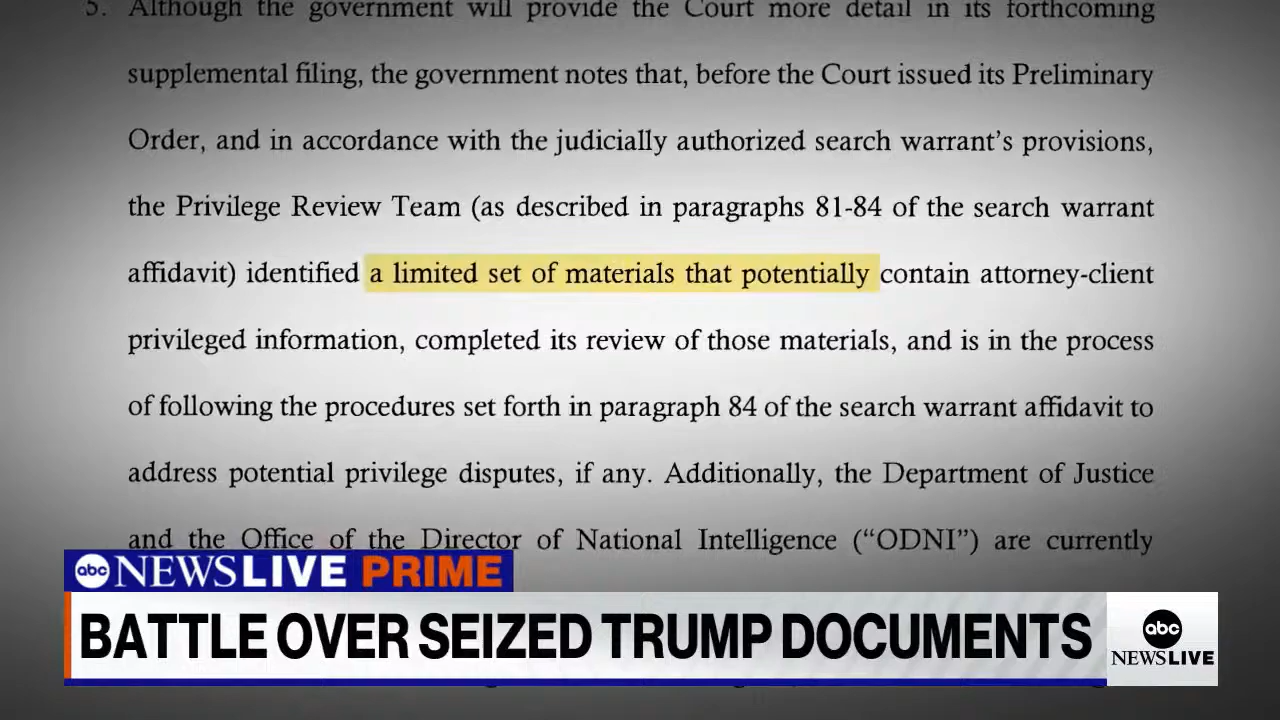 5. Although the government will provide the Court more detail in its forthcoming
supplemental filing, the government notes that, before the Court issued its Preliminary
Order, and in accordance with the judicially authorized search warrant’s provisions,
the Privilege Review Team (as described in paragraphs 81-84 of the search warrant
affidavit) identified a limited set of materials that potentially contain attorney-client
privileged information, completed its review of those materials, and is in the process
of following the procedures set forth in paragraph 84 of the search warrant affidavit to
address potential privilege disputes, if any. Additionally, the Department of Justice
and the Office of the Director of National Intelligence (“ODNI”) are currently
abc NEWS LIVE PRIME
BATTLE OVER SEIZED TRUMP DOCUMENTS
abc
NEWS LIVE